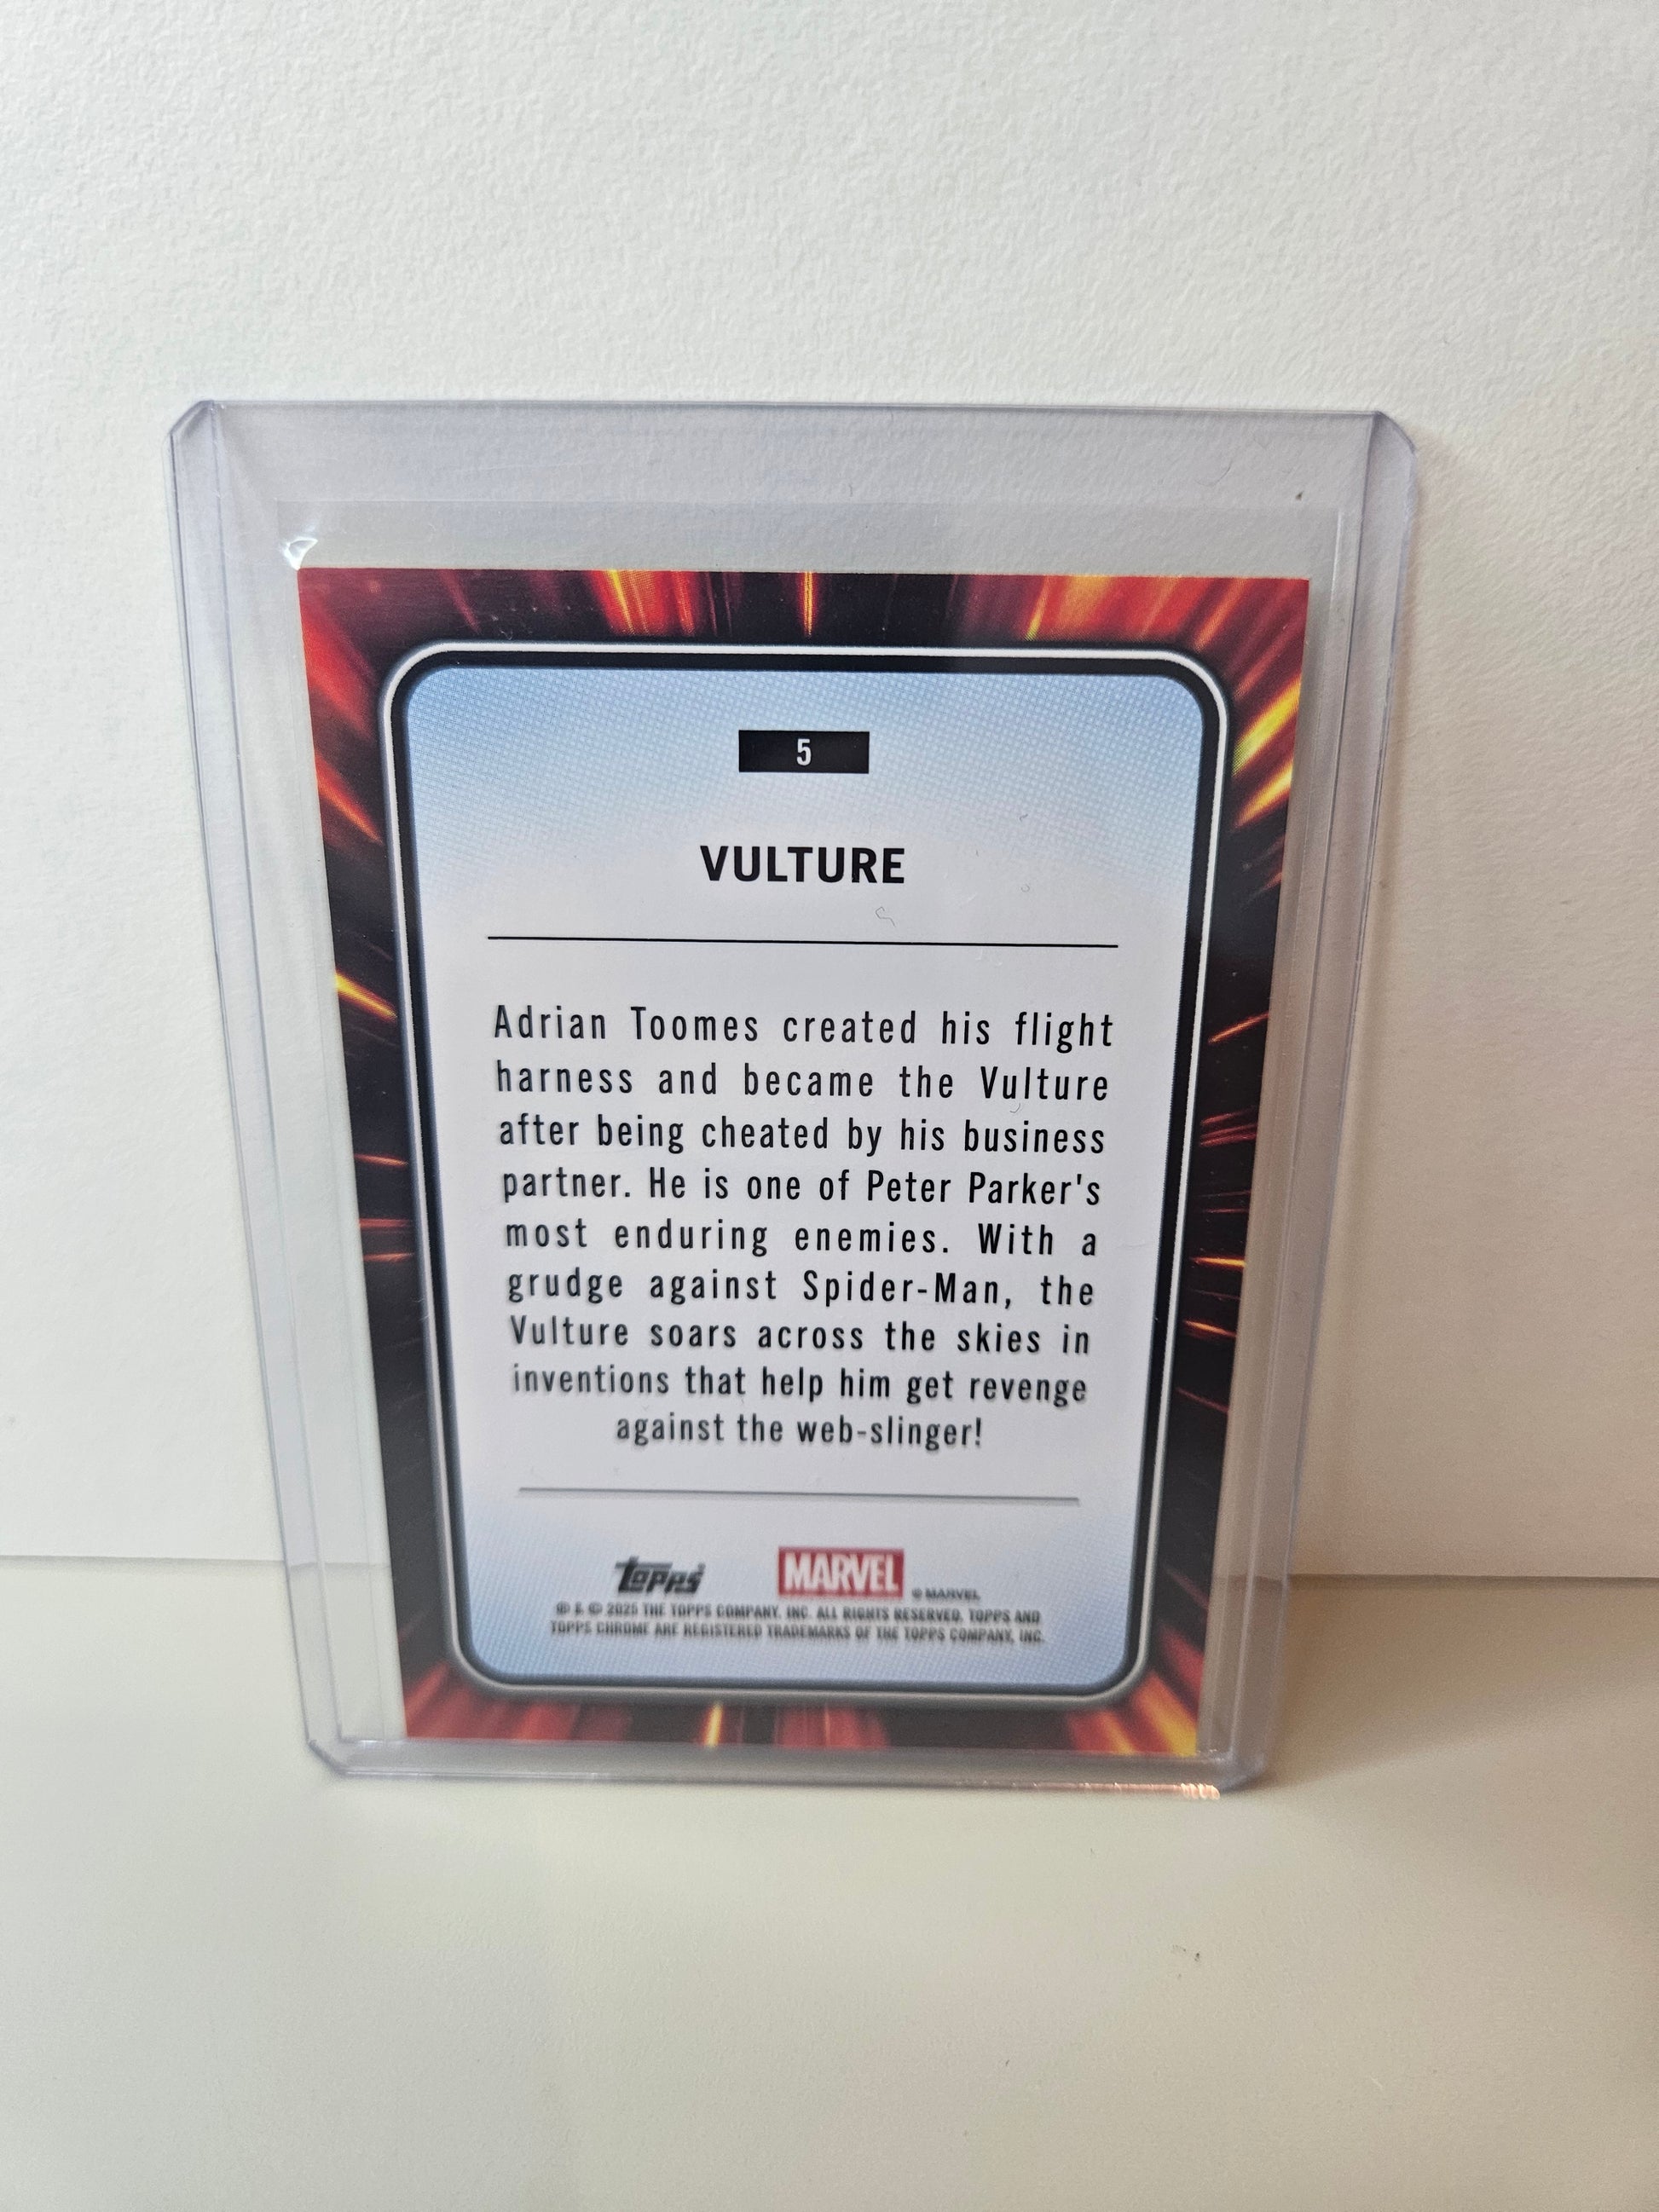 5
VULTURE
Adrian Toomes created his flight
harness and became the Vulture
after being cheated by his business
partner. He is one of Peter Parker's
most enduring enemies. With a
grudge against Spider-Man, the
Vulture soars across the skies in
inventions that help him get revenge
against the web-slinger!
topps MARVEL © MARVEL
® & © 2025 THE TOPPS COMPANY, INC. ALL RIGHTS RESERVED. TOPPS AND
TOPPS CHROME ARE REGISTERED TRADEMARKS OF THE TOPPS COMPANY, INC.